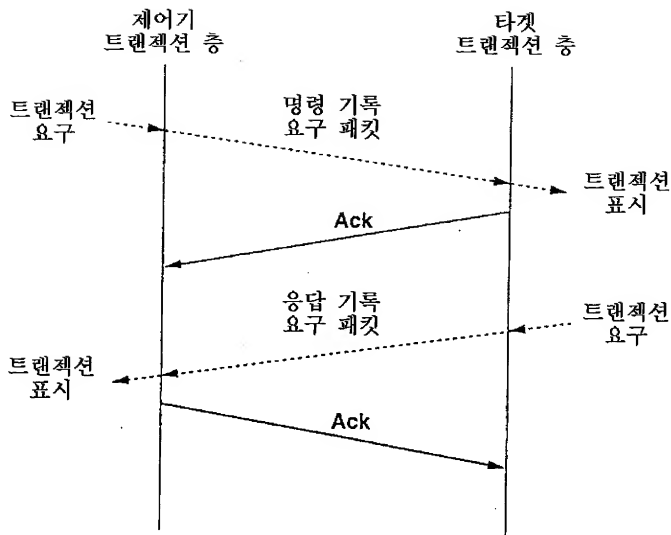 제어기
트랜젝션 층
타겟
트랜젝션 층
트랜젝션
요구
명령 기록
요구 패킷
트랜젝션
표시
Ack
응답 기록
요구 패킷
트랜젝션
요구
트랜젝션
표시
Ack